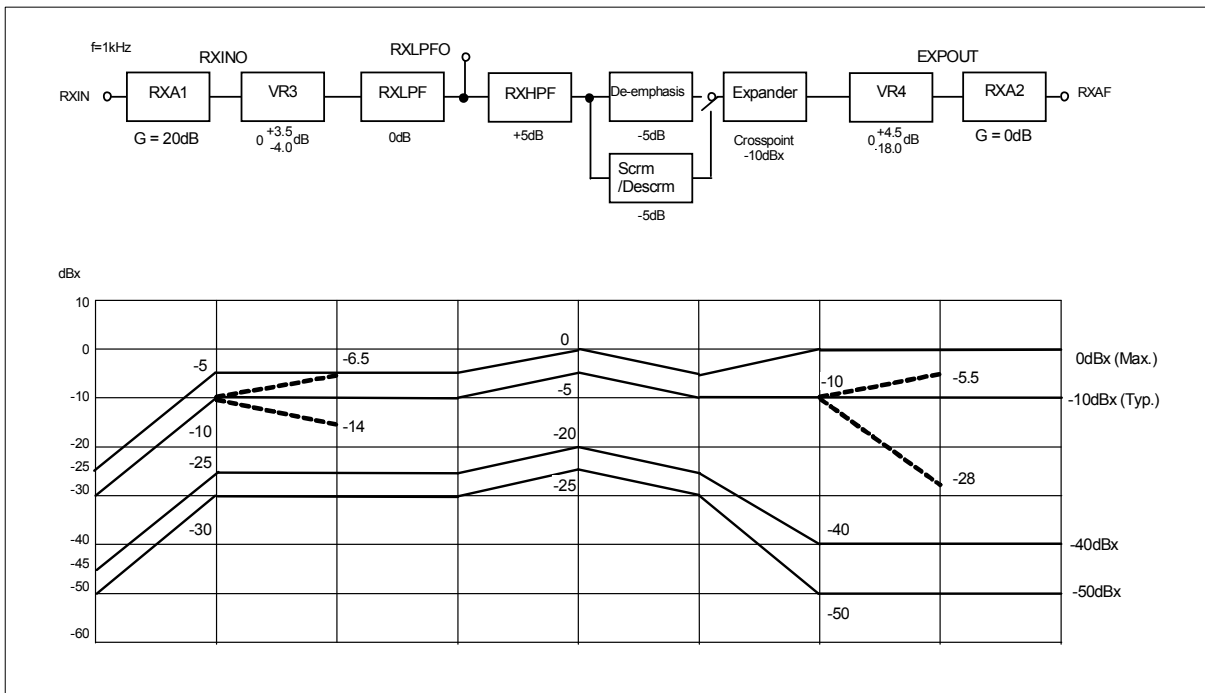 f=1kHz
RXINO
RXLPFO
EXPOUT
RXIN
RXA1
VR3
RXLPF
RXHPF
De-emphasis
Expander
VR4
RXA2
RXAF
G = 20dB
0 +3.5 -4.0 dB
0dB
+5dB
-5dB
Crosspoint
-10dBx
0 +4.5 -18.0 dB
G = 0dB
Scrm
/Descrm
-5dB
dBx
10
0
-10
-20
-25
-30
-40
-45
-50
-60
-5
-10
-25
-30
-6.5
-14
0
-5
-20
-25
-10
-5.5
-28
-40
-50
0dBx (Max.)
-10dBx (Typ.)
-40dBx
-50dBx